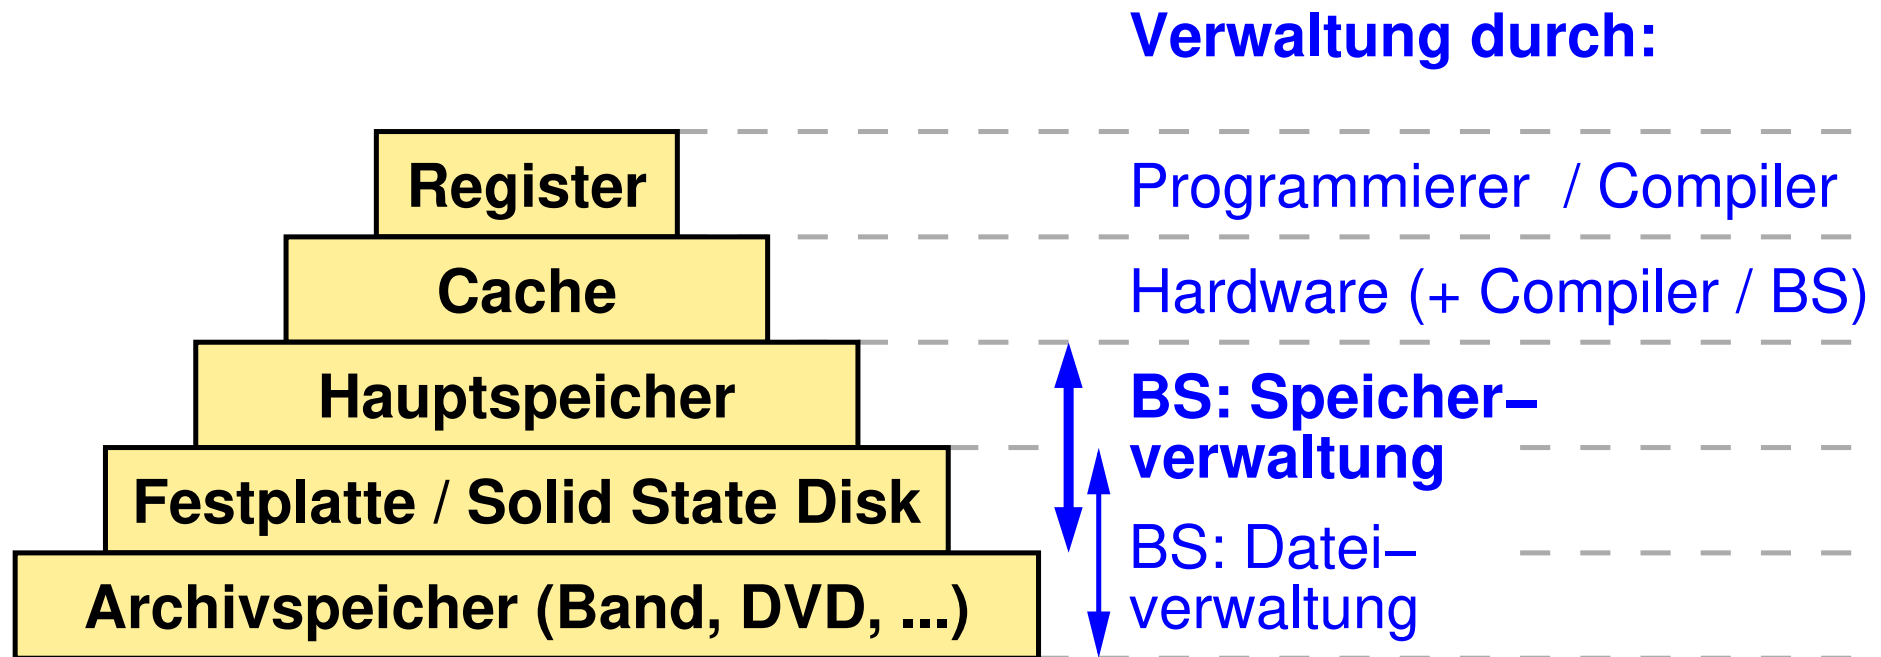 Verwaltung durch:
Register
Programmierer / Compiler
Cache
Hardware (+ Compiler / BS)
Hauptspeicher
BS: Speicher–
verwaltung
Festplatte / Solid State Disk
BS: Datei–
verwaltung
Archivspeicher (Band, DVD, ...)